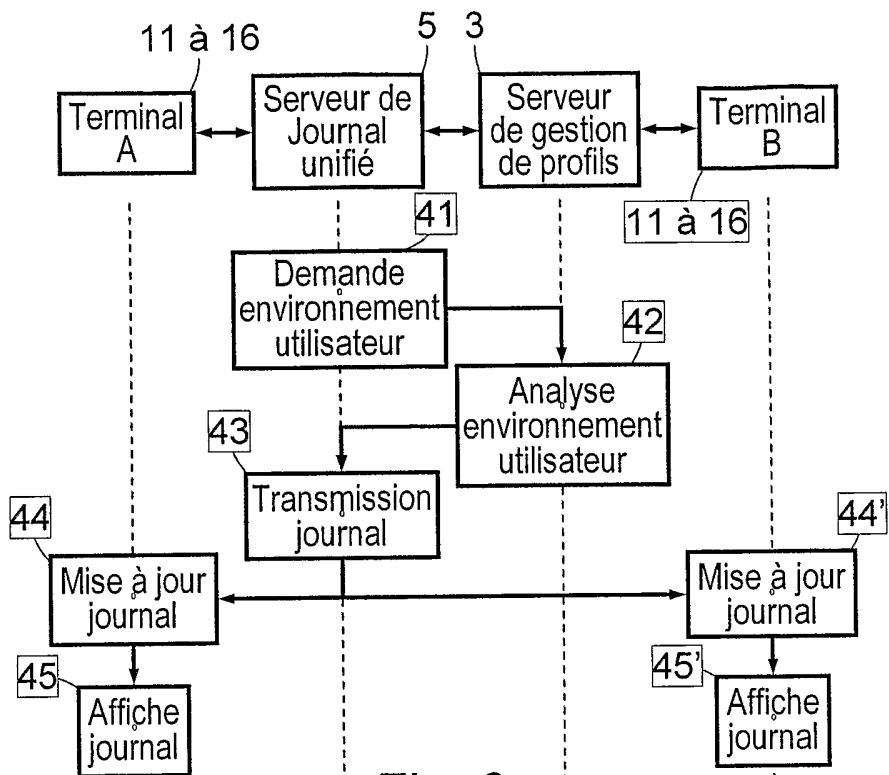 11 à 16
5
3
Terminal
A
Serveur de
Journal
unifié
Serveur
de gestion
de profils
Terminal
B
11 à 16
41
Demande
environnement
utilisateur
42
Analyse
environnement
utilisateur
43
Transmission
journal
44
Mise à jour
journal
44'
Mise à jour
journal
45
Affiche
journal
45'
Affiche
journal